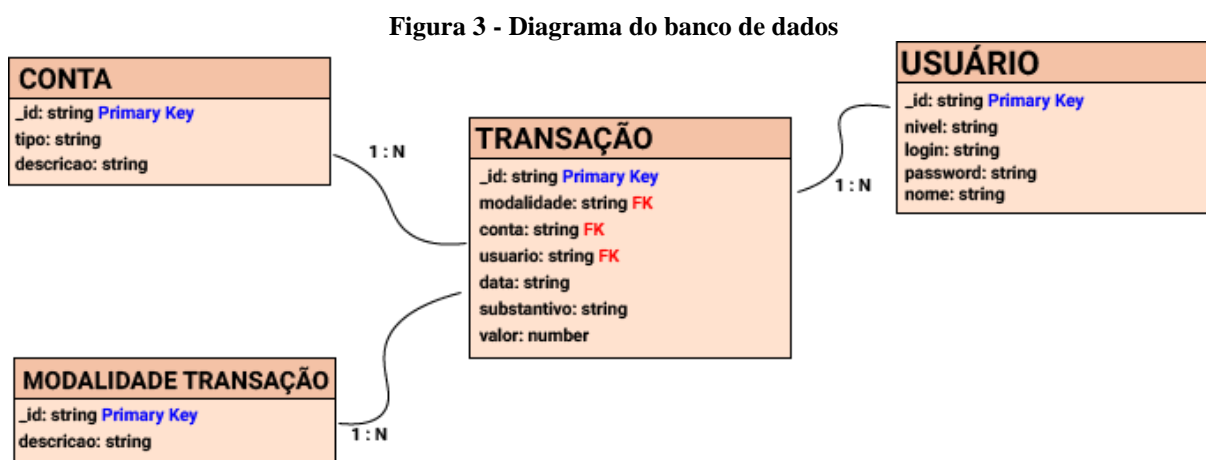 Figura 3 - Diagrama do banco de dados
CONTA
_id: string Primary Key
tipo: string
descricao: string
1 : N
TRANSAÇÃO
_id: string Primary Key
modalidade: string FK
conta: string FK
usuario: string FK
data: string
substantivo: string
valor: number
USUÁRIO
_id: string Primary Key
nivel: string
login: string
password: string
nome: string
1 : N
MODALIDADE TRANSAÇÃO
_id: string Primary Key
descricao: string
1 : N